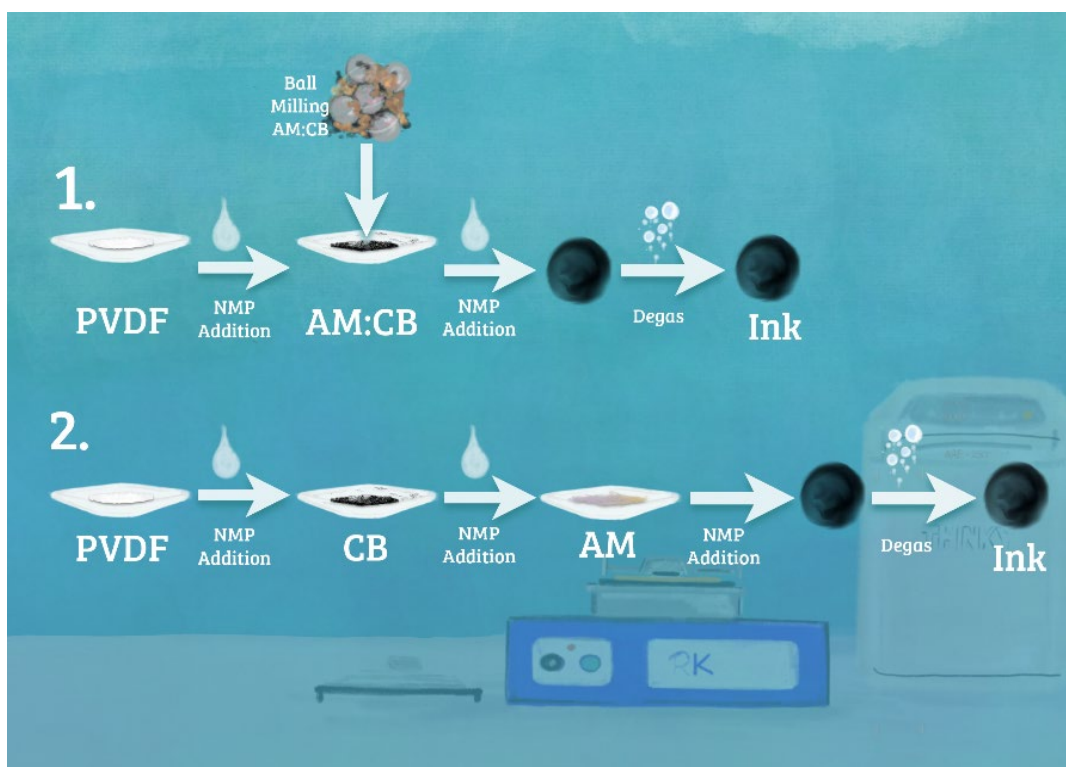 Ball
Milling
AM:CB
1.
NMP
Addition
NMP
Addition
Degas
PVDF
AM:CB
Ink
2.
NMP
Addition
NMP
Addition
NMP
Addition
Degas
PVDF
CB
AM
Ink
THINKY
RK